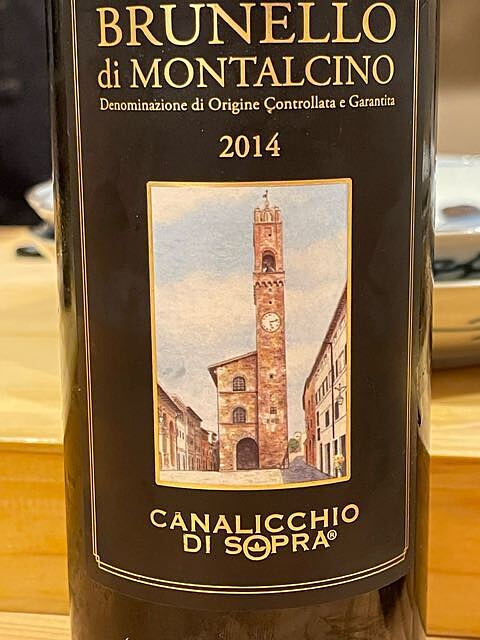 BRUNELLO
di MONTALCINO
Denominazione di Origine Controllata e Garantita
2014
CANALICCHIO
DI SOPRA®